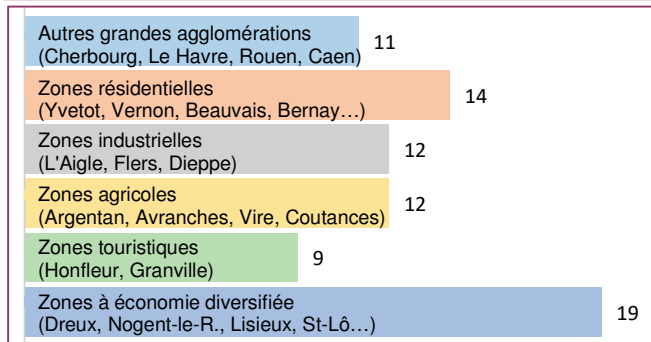 Autres grandes agglomérations
(Cherbourg, Le Havre, Rouen, Caen)
11
Zones résidentielles
(Yvetot, Vernon, Beauvais, Bernay…)
14
Zones industrielles
(L'Aigle, Flers, Dieppe)
12
Zones agricoles
(Argentan, Avranches, Vire, Coutances)
12
Zones touristiques
(Honfleur, Granville)
9
Zones à économie diversifiée
(Dreux, Nogent-le-R., Lisieux, St-Lô…)
19